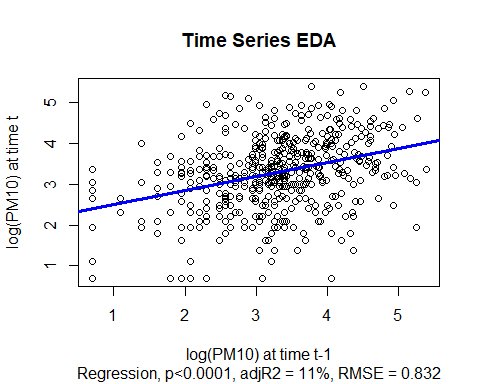 Time Series EDA
log(PM10) at time t
5
4
3
2
1
1 2 3 4 5
log(PM10) at time t-1
Regression, p<0.0001, adjR2 = 11%, RMSE = 0.832